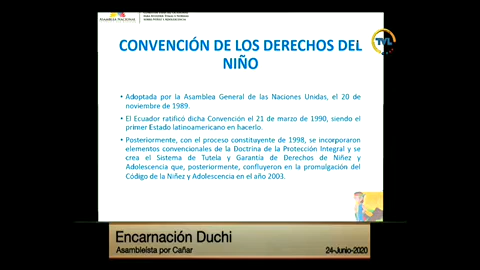 ASAMBLEA NACIONAL
TVL
CONVENCIÓN DE LOS DERECHOS DEL
NIÑO
• Adoptada por la Asamblea General de las Naciones Unidas, el 20 de
noviembre de 1989.
• El Ecuador ratificó dicha Convención el 21 de marzo de 1990, siendo el
primer Estado latinoamericano en hacerlo.
• Posteriormente, con el proceso constituyente de 1998, se incorporaron
elementos convencionales de la Doctrina de la Protección Integral y se
crea el Sistema de Tutela y Garantía de Derechos de Niñez y
Adolescencia que, posteriormente, confluyeron en la promulgación del
Código de la Niñez y Adolescencia en el año 2003.
Encarnación Duchi
Asambleísta por Cañar
24-Junio-2020